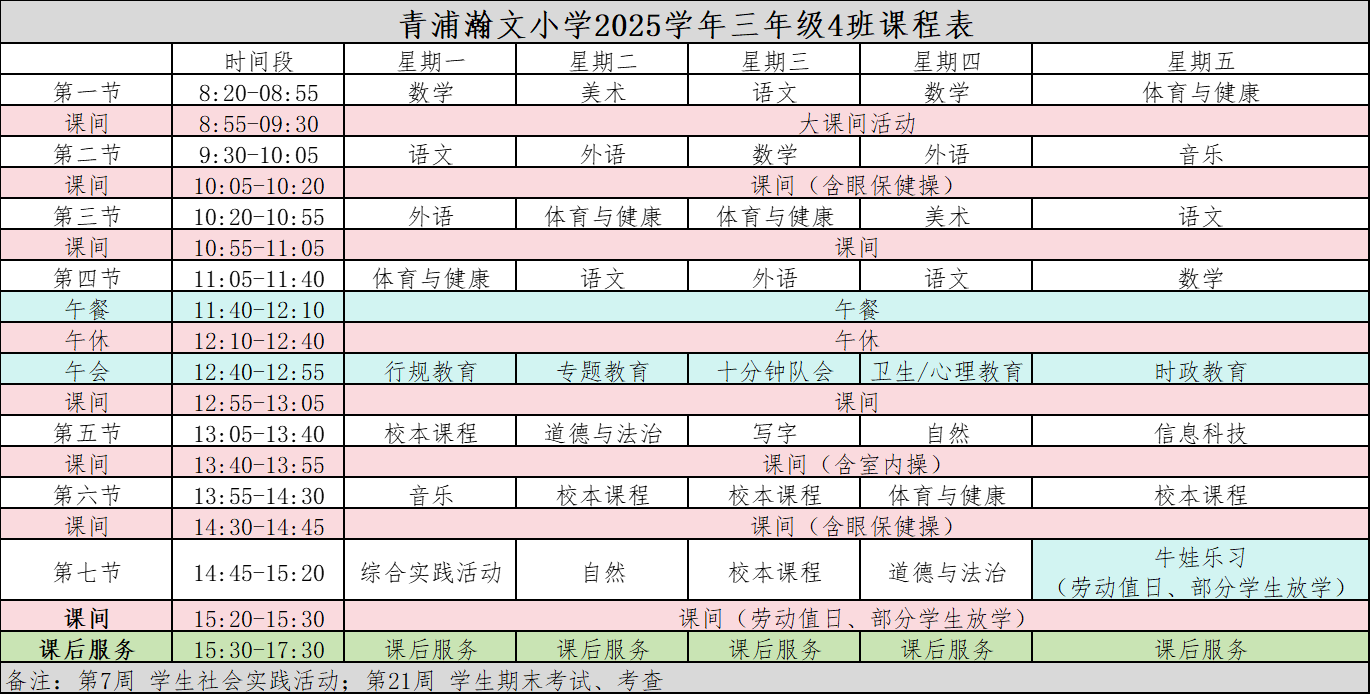 青浦瀚文小学2025学年三年级4班课程表
时间段 星期一 星期二 星期三 星期四 星期五
第一节 8:20-08:55 数学 美术 语文 数学 体育与健康
课间 8:55-09:30 大课间活动
第二节 9:30-10:05 语文 外语 数学 外语 音乐
课间 10:05-10:20 课间（含眼保健操）
第三节 10:20-10:55 外语 体育与健康 体育与健康 美术 语文
课间 10:55-11:05 课间
第四节 11:05-11:40 体育与健康 语文 外语 语文 数学
午餐 11:40-12:10 午餐
午休 12:10-12:40 午休
午会 12:40-12:55 行规教育 专题教育 十分钟队会 卫生/心理教育 时政教育
课间 12:55-13:05 课间
第五节 13:05-13:40 校本课程 道德与法治 写字 自然 信息科技
课间 13:40-13:55 课间（含室内操）
第六节 13:55-14:30 音乐 校本课程 校本课程 体育与健康 校本课程
课间 14:30-14:45 课间（含眼保健操）
第七节 14:45-15:20 综合实践活动 自然 校本课程 道德与法治 牛娃乐习
（劳动值日、部分学生放学）
课间 15:20-15:30 课间（劳动值日、部分学生放学）
课后服务 15:30-17:30 课后服务 课后服务 课后服务 课后服务 课后服务
备注：第7周 学生社会实践活动；第21周 学生期末考试、考查